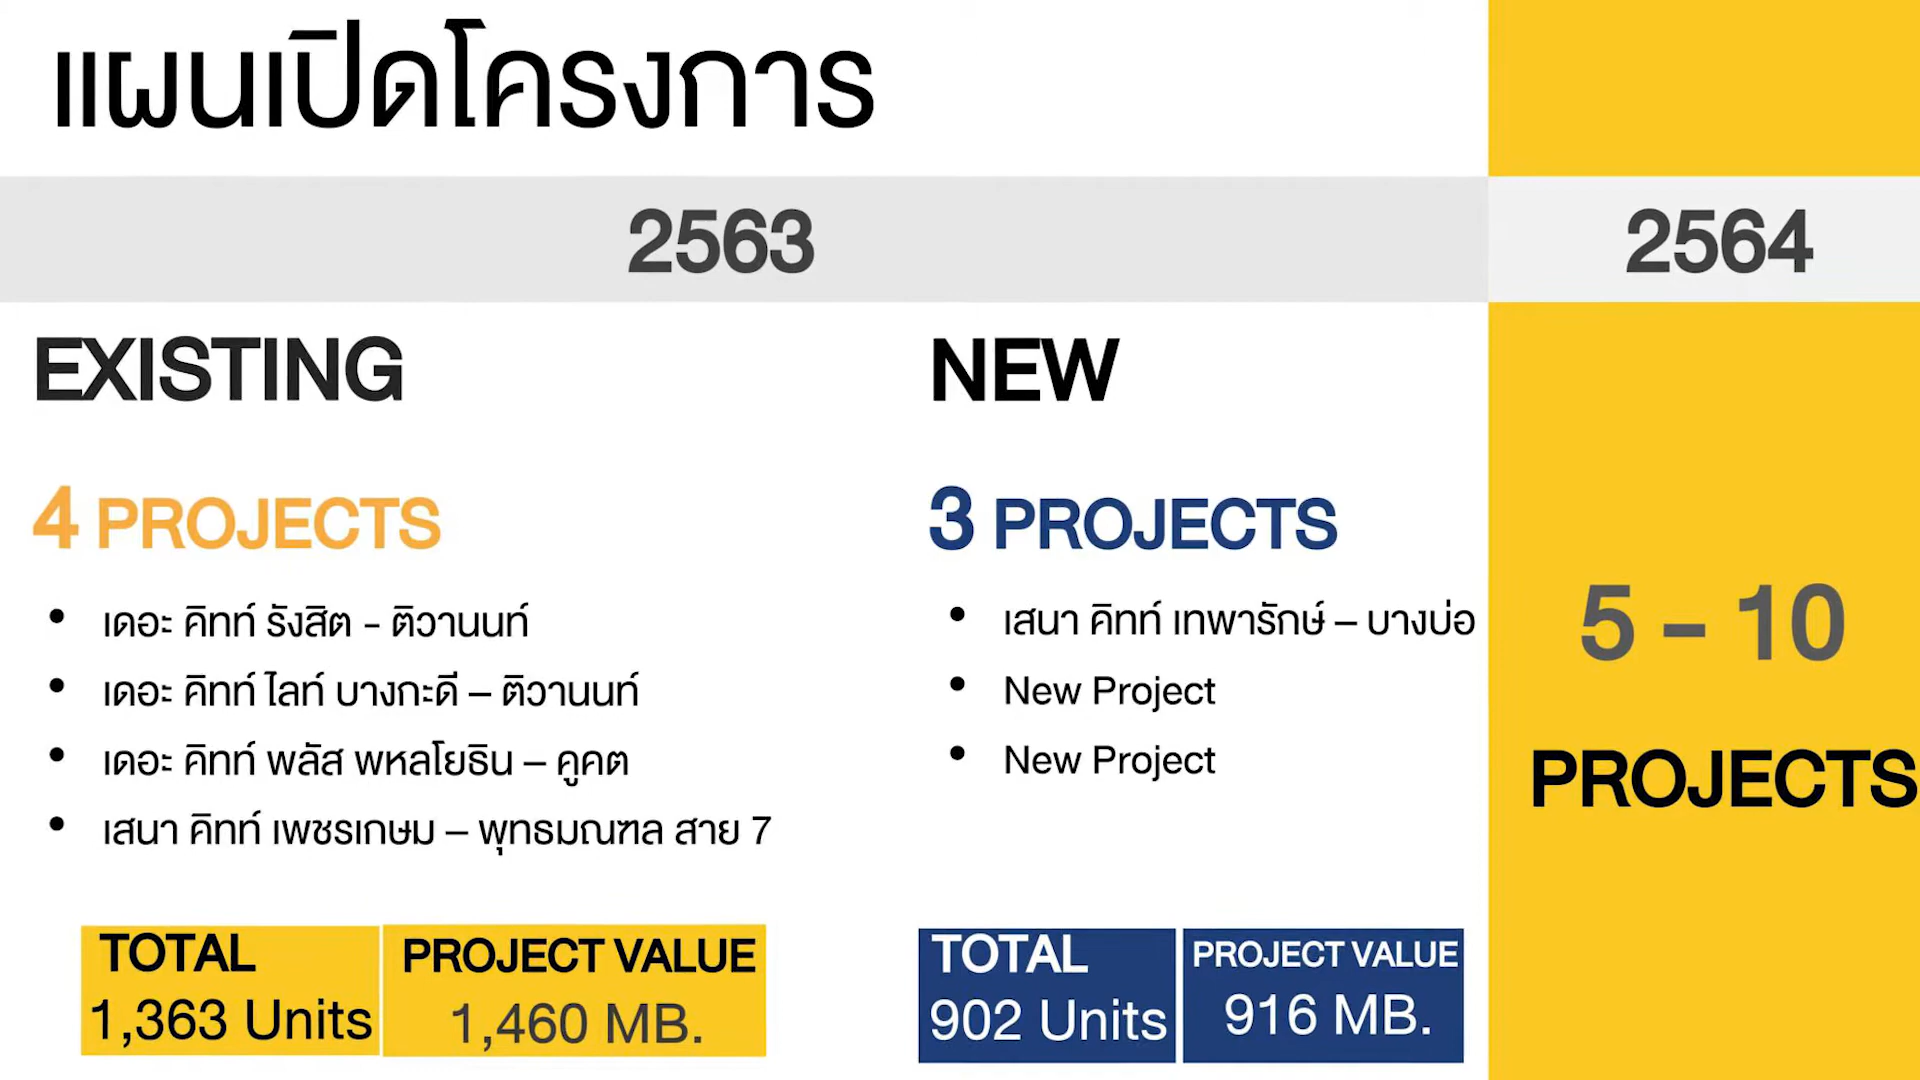 แผนเปิดโครงการ
2563
2564
EXISTING
4 PROJECTS
• เดอะ คิทท์ รังสิต - ติวานนท์
• เดอะ คิทท์ ไลท์ บางกะดี – ติวานนท์
• เดอะ คิทท์ พลัส พหลโยธิน – คูคต
• เสนา คิทท์ เพชรเกษม – พุทธมณฑล สาย 7
TOTAL
1,363 Units
PROJECT VALUE
1,460 MB.
NEW
3 PROJECTS
• เสนา คิทท์ เทพารักษ์ – บางบ่อ
• New Project
• New Project
TOTAL
902 Units
PROJECT VALUE
916 MB.
5 - 10
PROJECTS